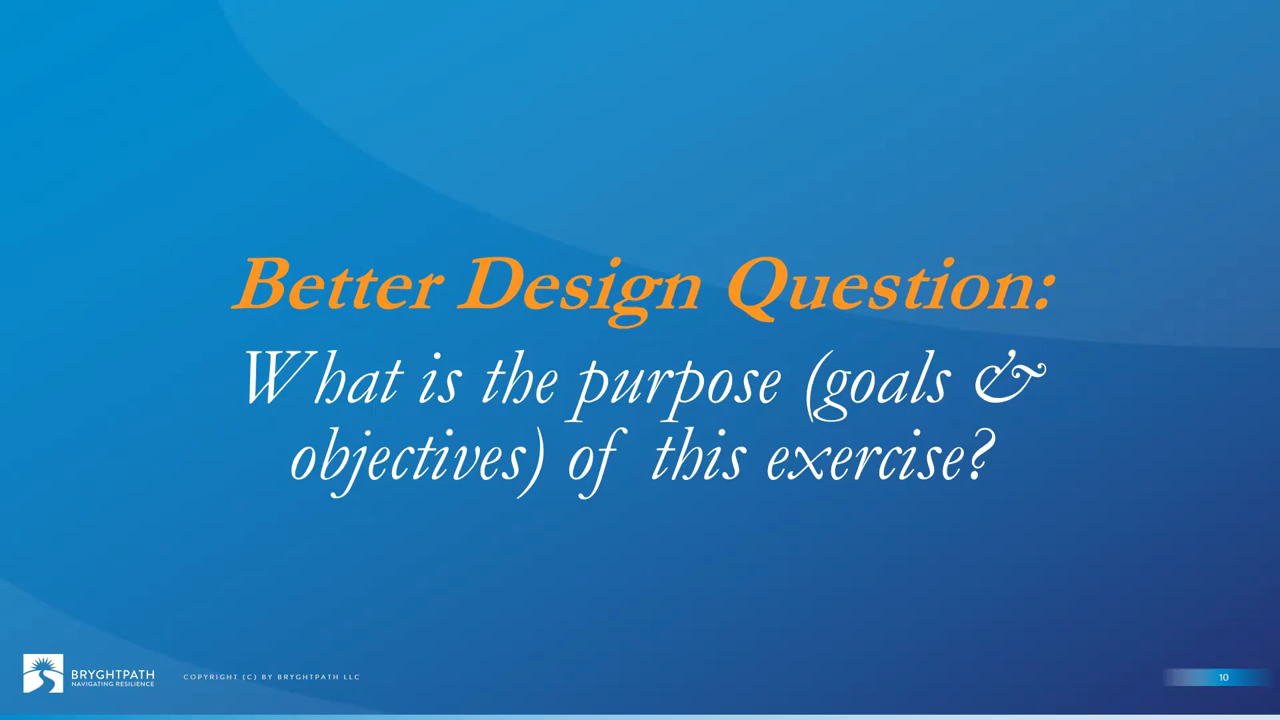 Better Design Question:
What is the purpose (goals &
objectives) of this exercise?
BRYGHTPATH
NAVIGATING RESILIENCE
COPYRIGHT (C) BY BRYGHTPATH LLC
10